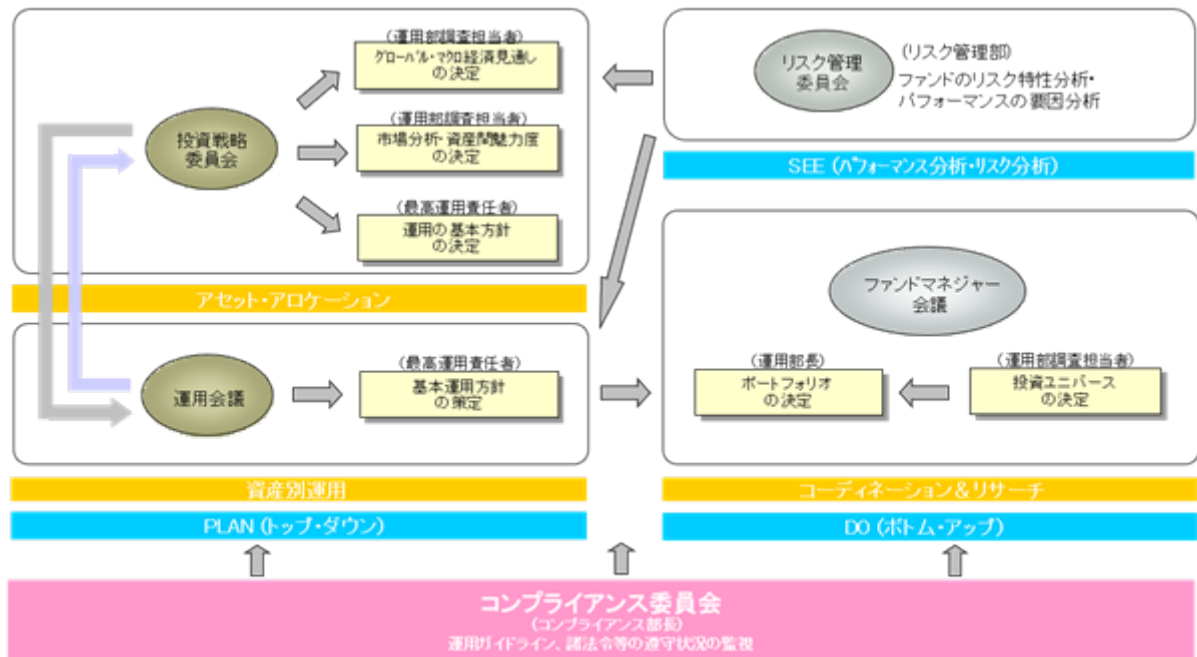 (運用部調査担当者)
グローバル・マクロ経済見通し
の決定
投資戦略
委員会
(運用部調査担当者)
市場分析・資産間魅力度
の決定
(最高運用責任者)
運用の基本方針
の決定
アセット・アロケーション
運用会議
(最高運用責任者)
基本運用方針
の策定
資産別運用
PLAN (トップ・ダウン)
リスク管理
委員会
(リスク管理部)
ファンドのリスク特性分析・
パフォーマンスの要因分析
SEE (パフォーマンス分析・リスク分析)
ファンドマネジャー
会議
(運用部長)
ポートフォリオ
の決定
(運用部調査担当者)
投資ユニバース
の決定
コーディネーション&リサーチ
DO (ボトム・アップ)
コンプライアンス委員会
(コンプライアンス部長)
運用ガイドライン、諸法令等の遵守状況の監視